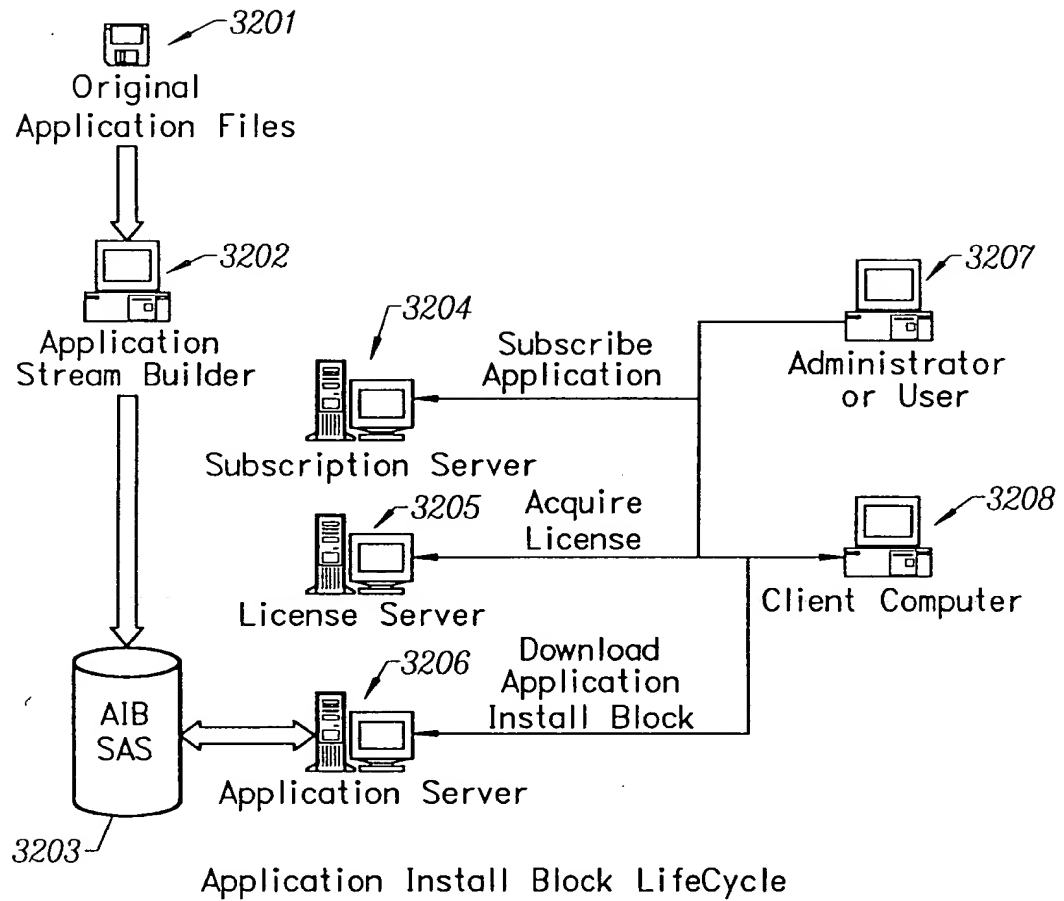 3201
Original
Application Files
3202
Application
Stream Builder
3204
Subscribe
Application
3207
Administrator
or User
Subscription Server
3205
Acquire
License
3208
License Server
Client Computer
3206
Download
Application
Install Block
AIB
SAS
Application Server
3203
Application Install Block LifeCycle